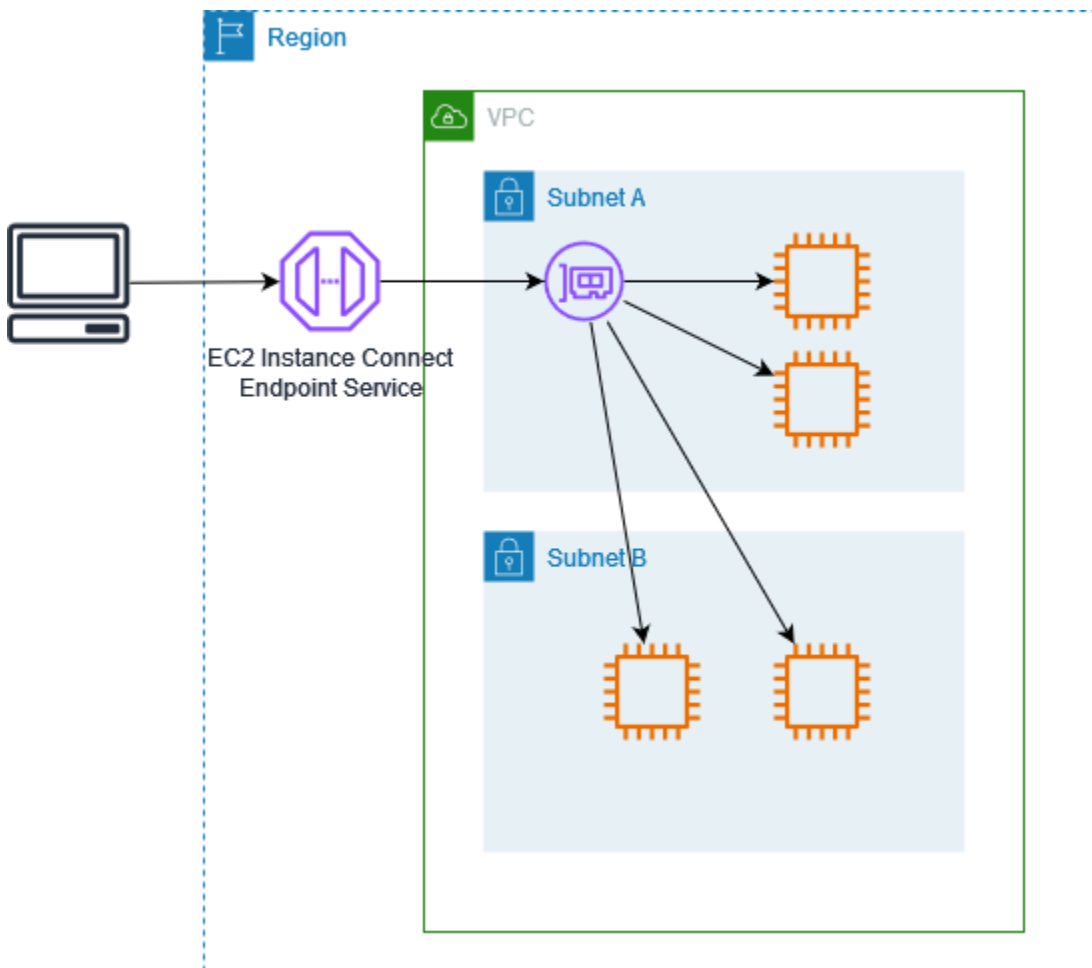 Region
VPC
Subnet A
EC2 Instance Connect
Endpoint Service
Subnet B